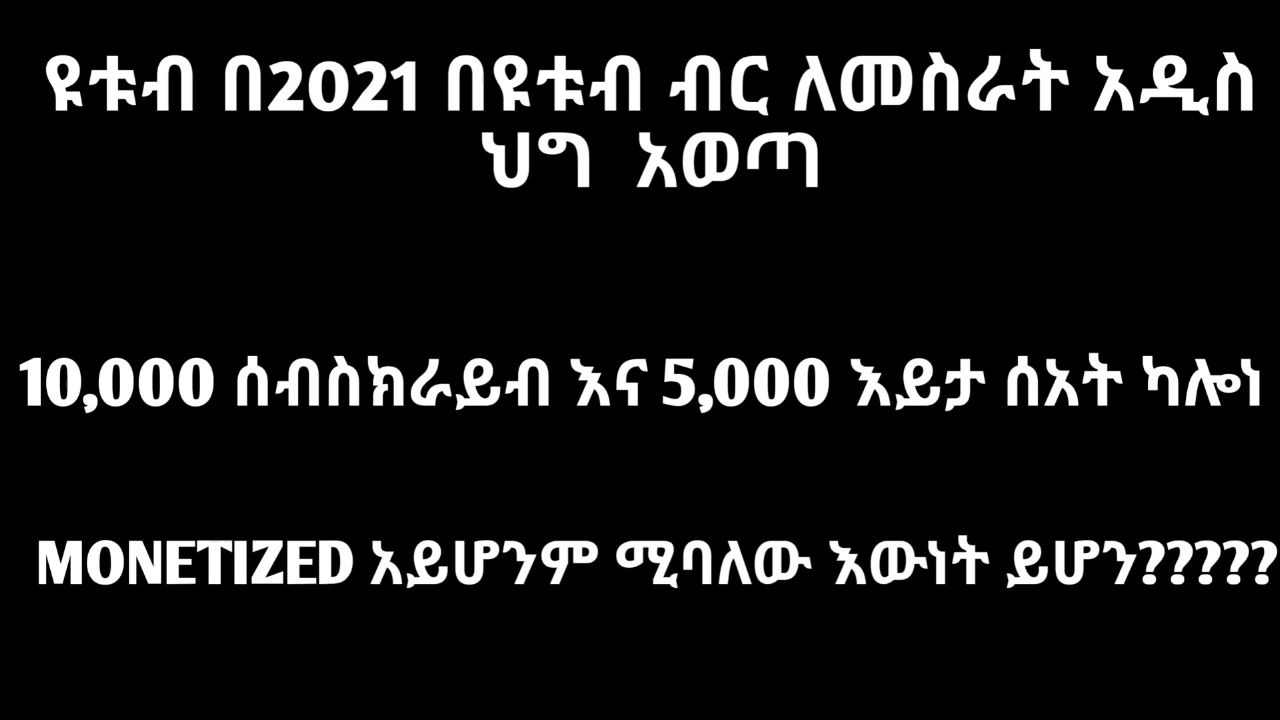 ዩቱብ በ2021 በዩቱብ ብር ለመስራት አዲስ
ህግ አወጣ
10,000 ሰብስክራይብ እና 5,000 እይታ ሰአት ካሎነ
MONETIZED አይሆንም ሚባለው እውነት ይሆን?????